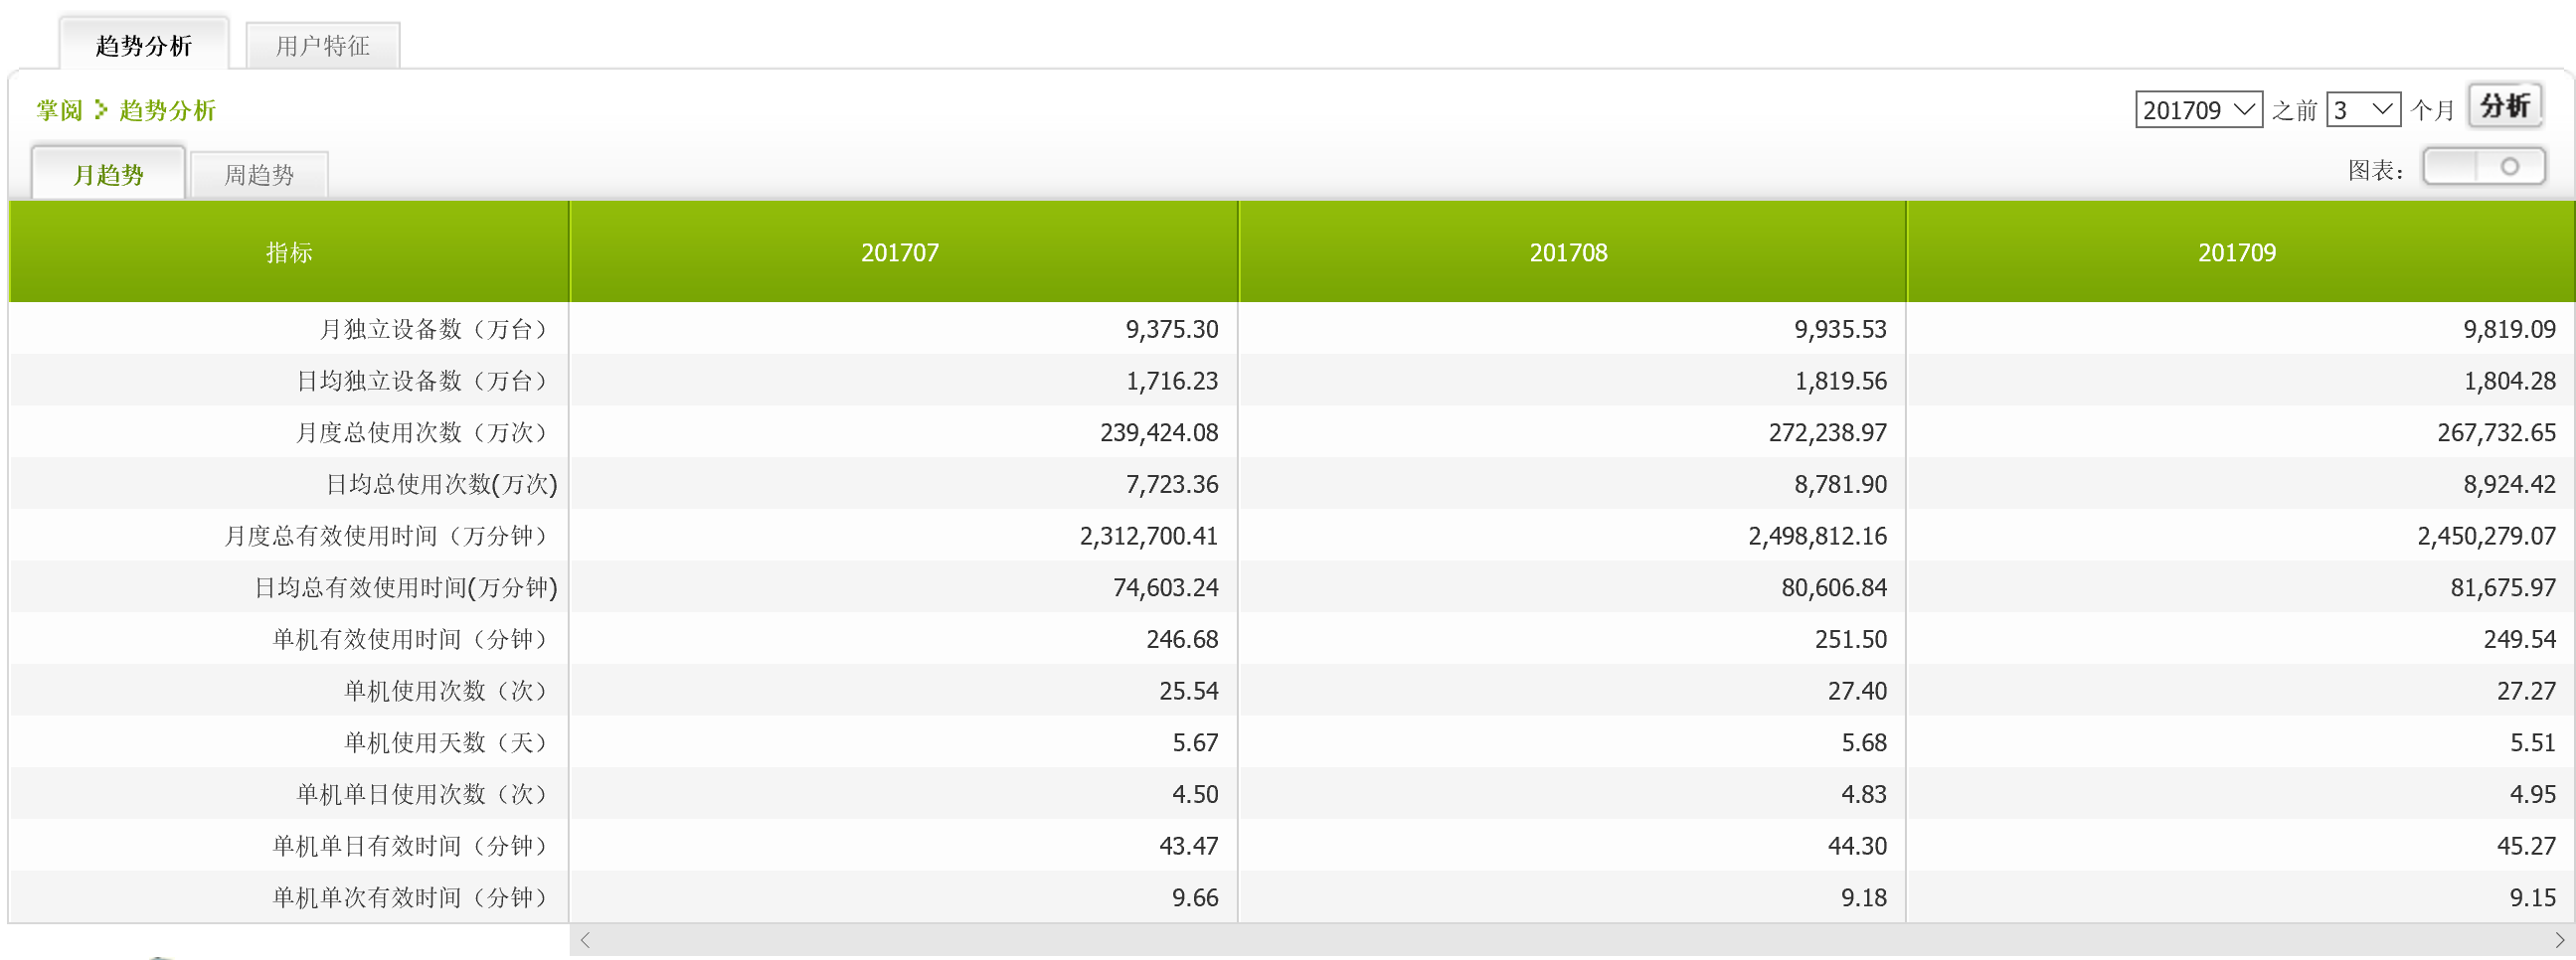 趋势分析 用户特征
掌阅 > 趋势分析 201709 之前 3 个月 分析
月趋势 周趋势 图表：
指标 201707 201708 201709
月独立设备数（万台） 9,375.30 9,935.53 9,819.09
日均独立设备数（万台） 1,716.23 1,819.56 1,804.28
月度总使用次数（万次） 239,424.08 272,238.97 267,732.65
日均总使用次数(万次) 7,723.36 8,781.90 8,924.42
月度总有效使用时间（万分钟） 2,312,700.41 2,498,812.16 2,450,279.07
日均总有效使用时间(万分钟) 74,603.24 80,606.84 81,675.97
单机有效使用时间（分钟） 246.68 251.50 249.54
单机使用次数（次） 25.54 27.40 27.27
单机使用天数（天） 5.67 5.68 5.51
单机单日使用次数（次） 4.50 4.83 4.95
单机单日有效时间（分钟） 43.47 44.30 45.27
单机单次有效时间（分钟） 9.66 9.18 9.15